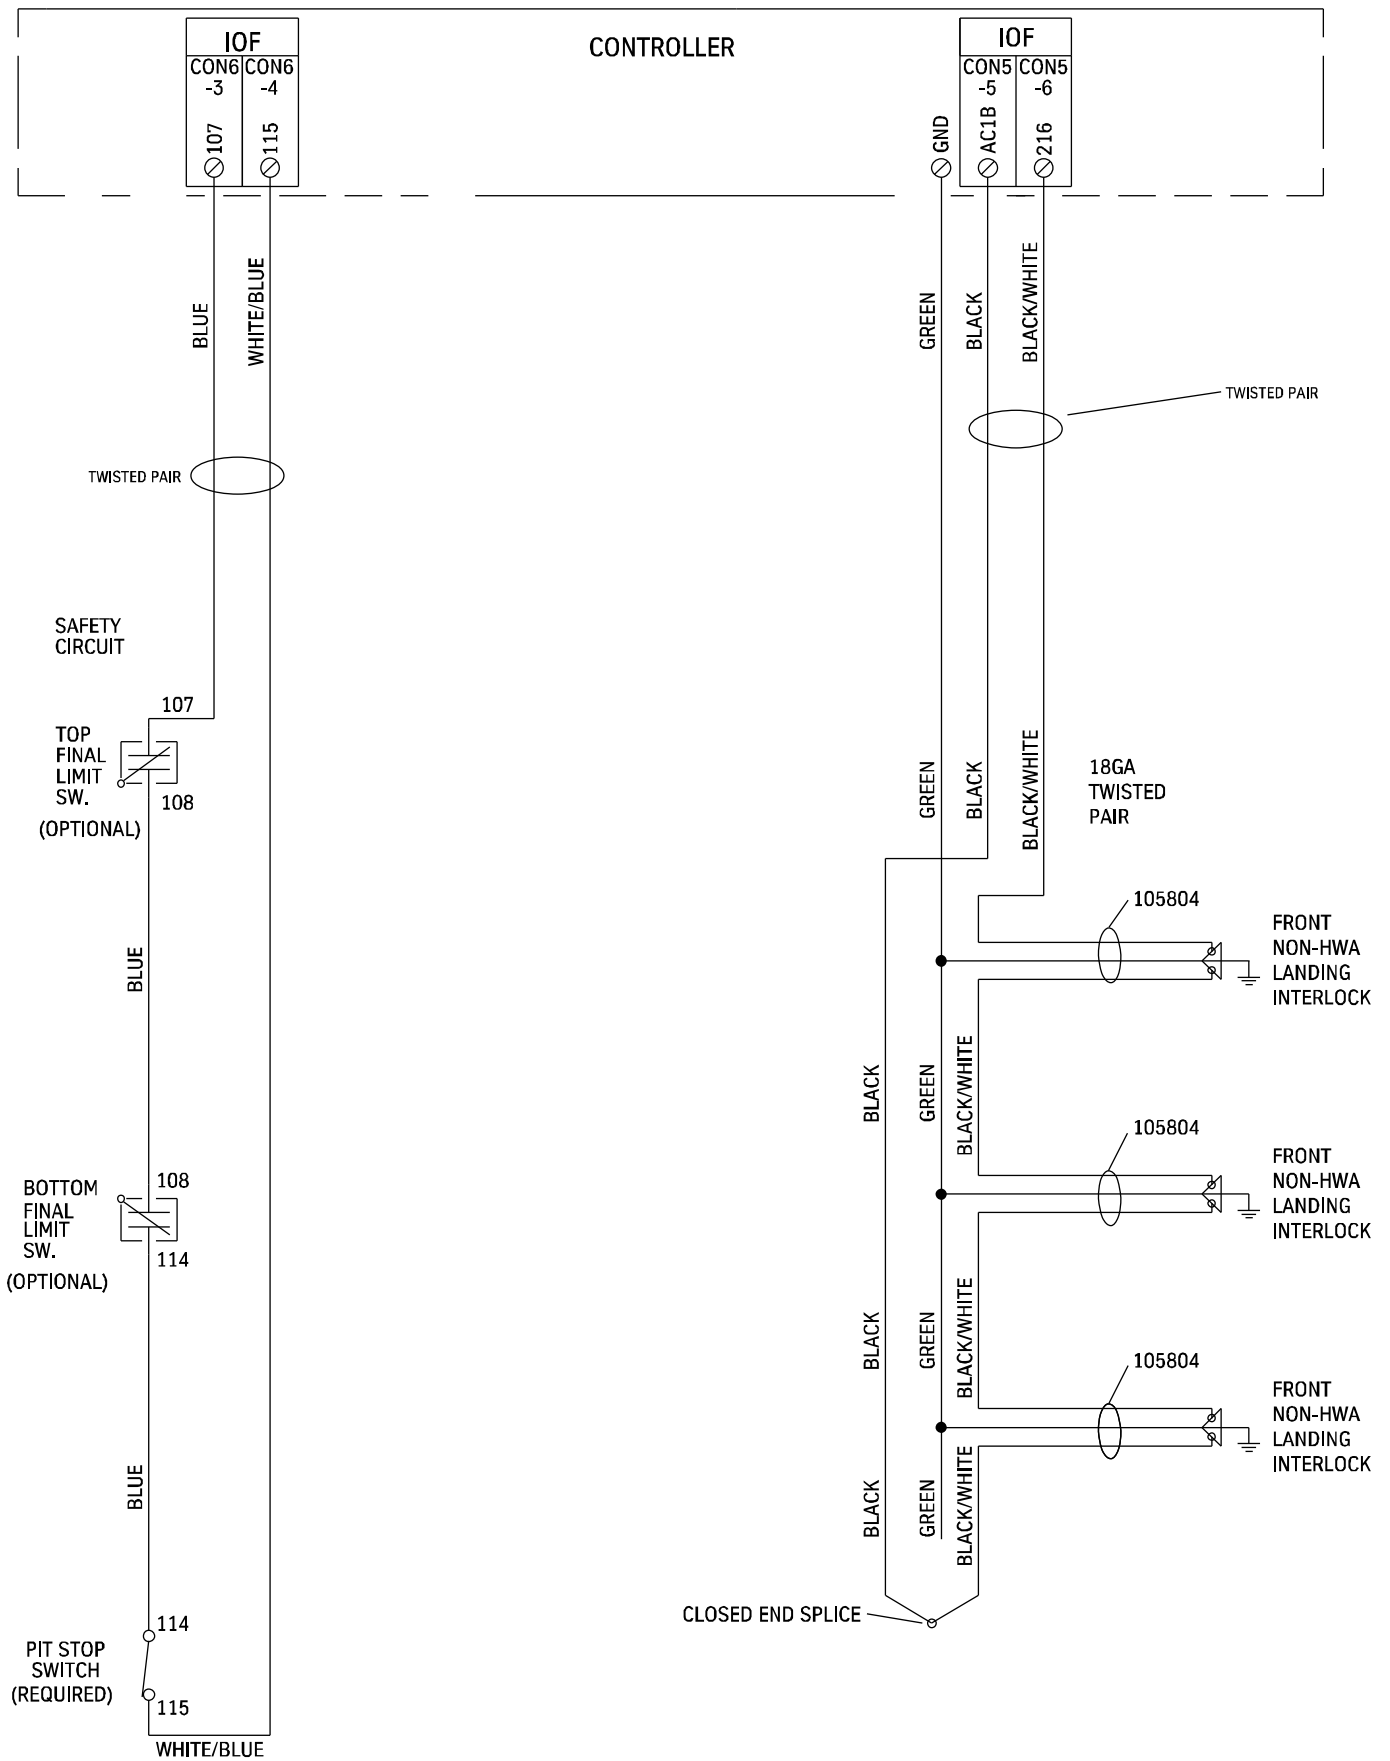 IOF
CONTROLLER
IOF
CON6
-3
CON6
-4
CON5
-5
CON5
-6
107
115
GND
AC1B
216
BLUE
WHITE/BLUE
GREEN
BLACK
BLACK/WHITE
TWISTED PAIR
TWISTED PAIR
SAFETY
CIRCUIT
107
TOP
FINAL
LIMIT
SW.
(OPTIONAL)
108
GREEN
BLACK
BLACK/WHITE
18GA
TWISTED
PAIR
105804
FRONT
NON-HWA
LANDING
INTERLOCK
BLUE
BLACK
GREEN
BLACK/WHITE
105804
FRONT
NON-HWA
LANDING
INTERLOCK
108
BOTTOM
FINAL
LIMIT
SW.
(OPTIONAL)
114
BLACK
GREEN
BLACK/WHITE
105804
FRONT
NON-HWA
LANDING
INTERLOCK
BLUE
BLACK
GREEN
BLACK/WHITE
CLOSED END SPLICE
114
PIT STOP
SWITCH
(REQUIRED)
115
WHITE/BLUE